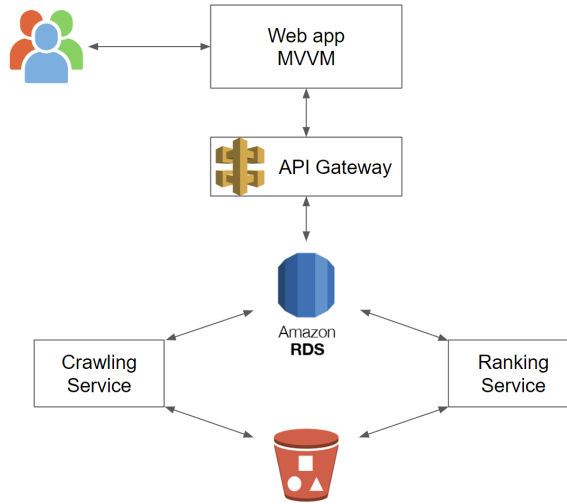 Web app
MVVM
API Gateway
Amazon
RDS
Crawling
Service
Ranking
Service